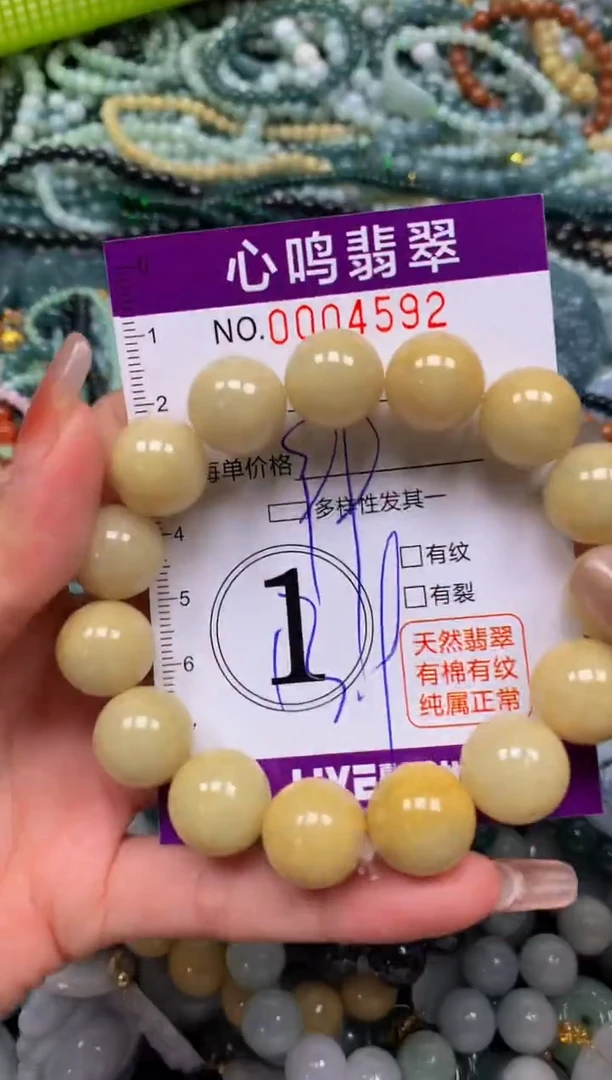 心鸣翡翠
NO.0004592
0
1
2
每单价格
多样性发其一
4
有纹
5
有裂
1
6
天然翡翠
有棉有纹
纯属正常